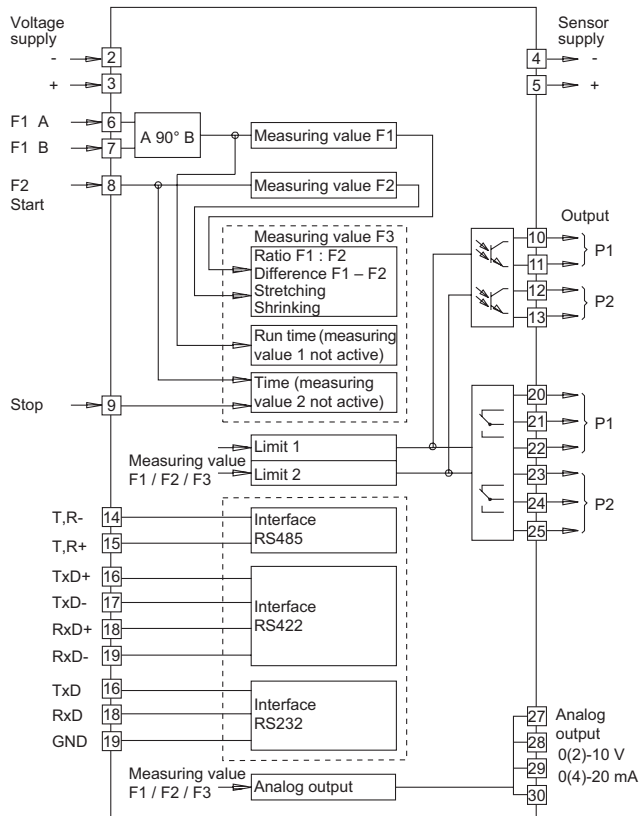 Voltage
supply
-
2
+
3
Sensor
supply
4
-
5
+
F1 A
6
F1 B
7
A 90° B
Measuring value F1
F2
8
Start
Measuring value F2
Measuring value F3
Ratio F1 : F2
Difference F1 – F2
Stretching
Shrinking
Run time (measuring
value 1 not active)
Time (measuring
value 2 not active)
Stop
9
Output
10
11
P1
12
13
P2
20
21
22
P1
23
24
25
P2
Measuring value
F1 / F2 / F3
Limit 1
Limit 2
T,R-
14
T,R+
15
Interface
RS485
TxD+
16
TxD-
17
RxD+
18
RxD-
19
Interface
RS422
TxD
16
RxD
18
GND
19
Interface
RS232
Measuring value
F1 / F2 / F3
Analog output
27
28
29
30
Analog
output
0(2)-10 V
0(4)-20 mA